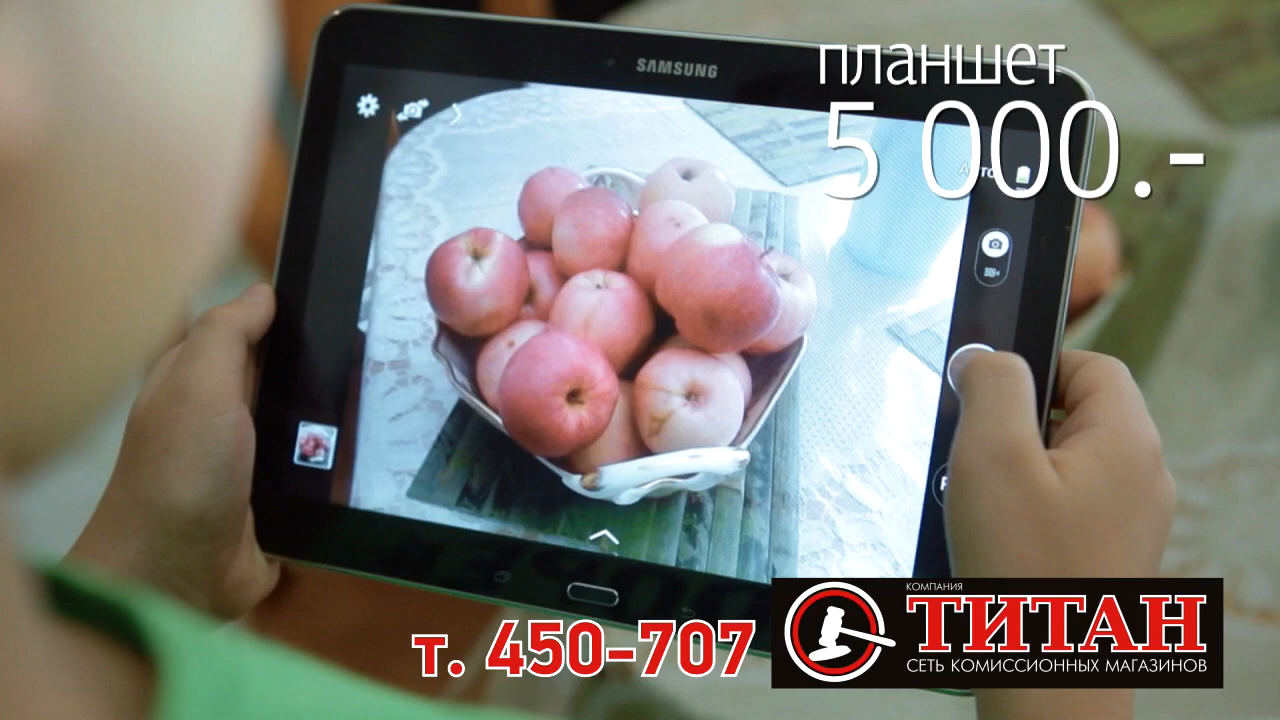 SAMSUNG
планшет
5 000.-
т. 450-707
КОМПАНИЯ
ТИТАН
СЕТЬ КОМИССИОННЫХ МАГАЗИНОВ